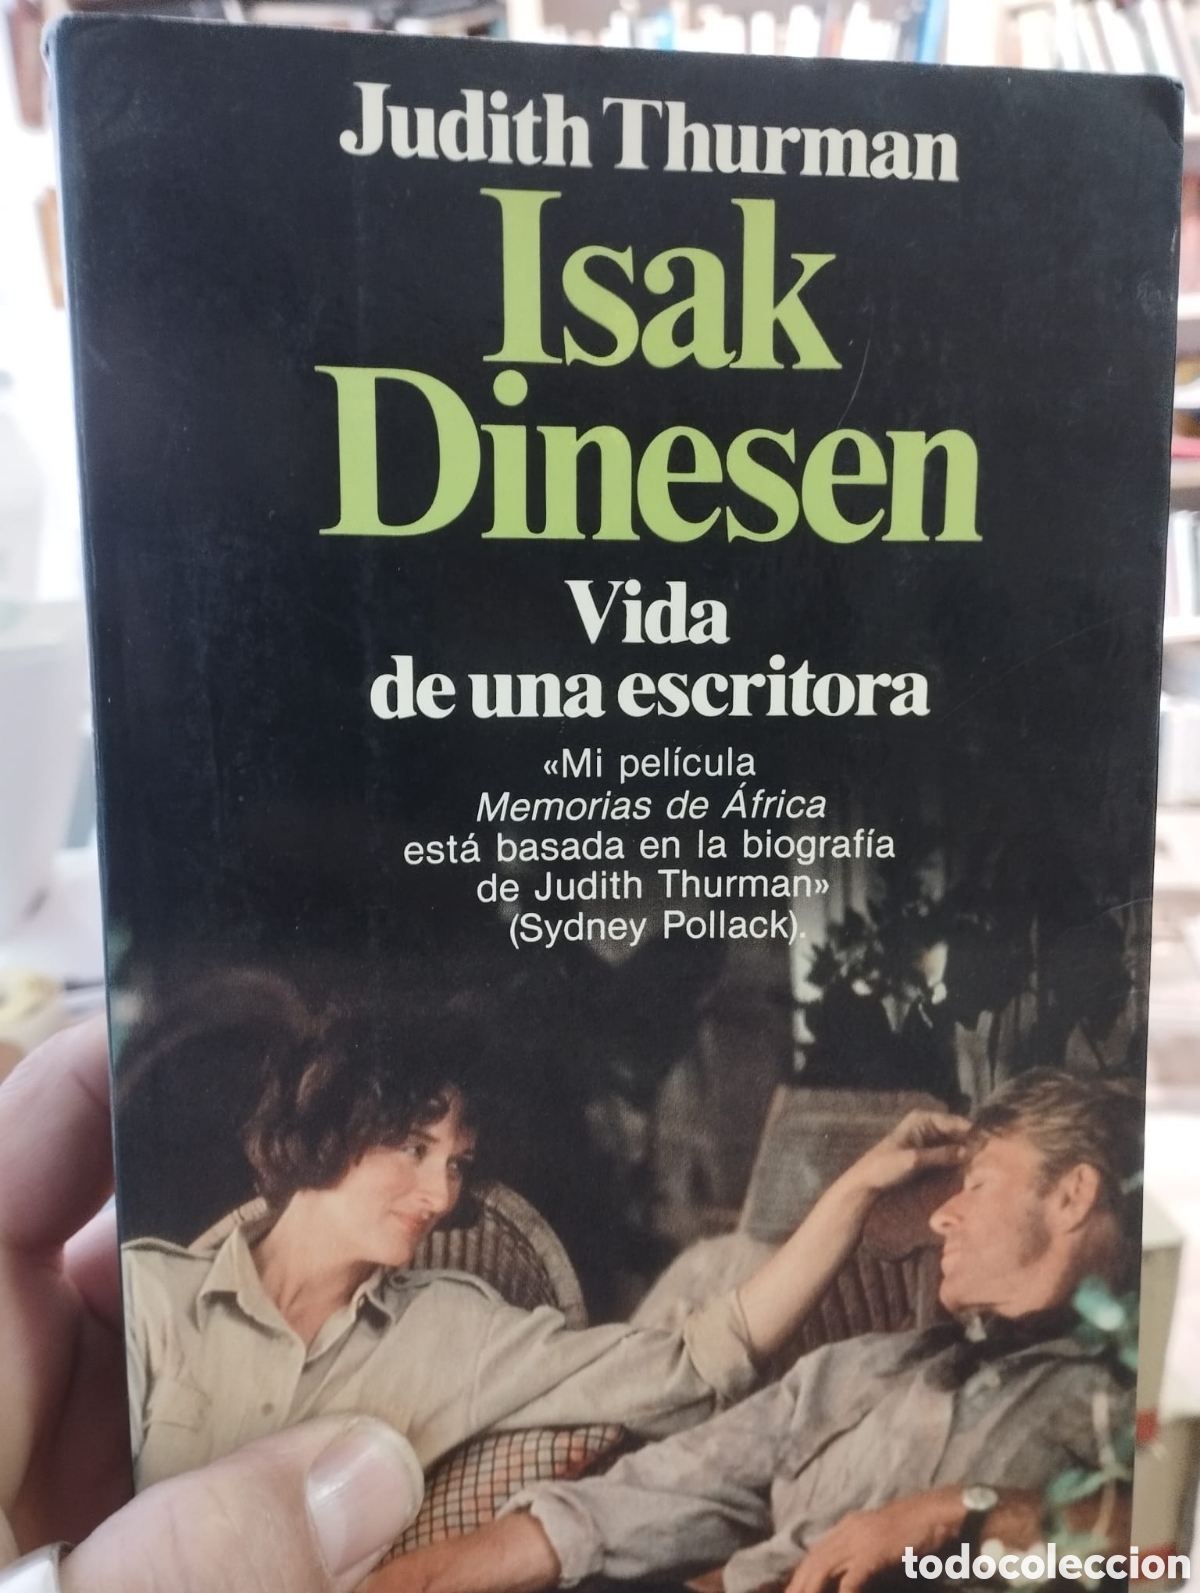 Judith Thurman
Isak
Dinesen
Vida
de una escritora
«Mi película
Memorias de África
está basada en la biografía
de Judith Thurman»
(Sydney Pollack).
todocoleccion